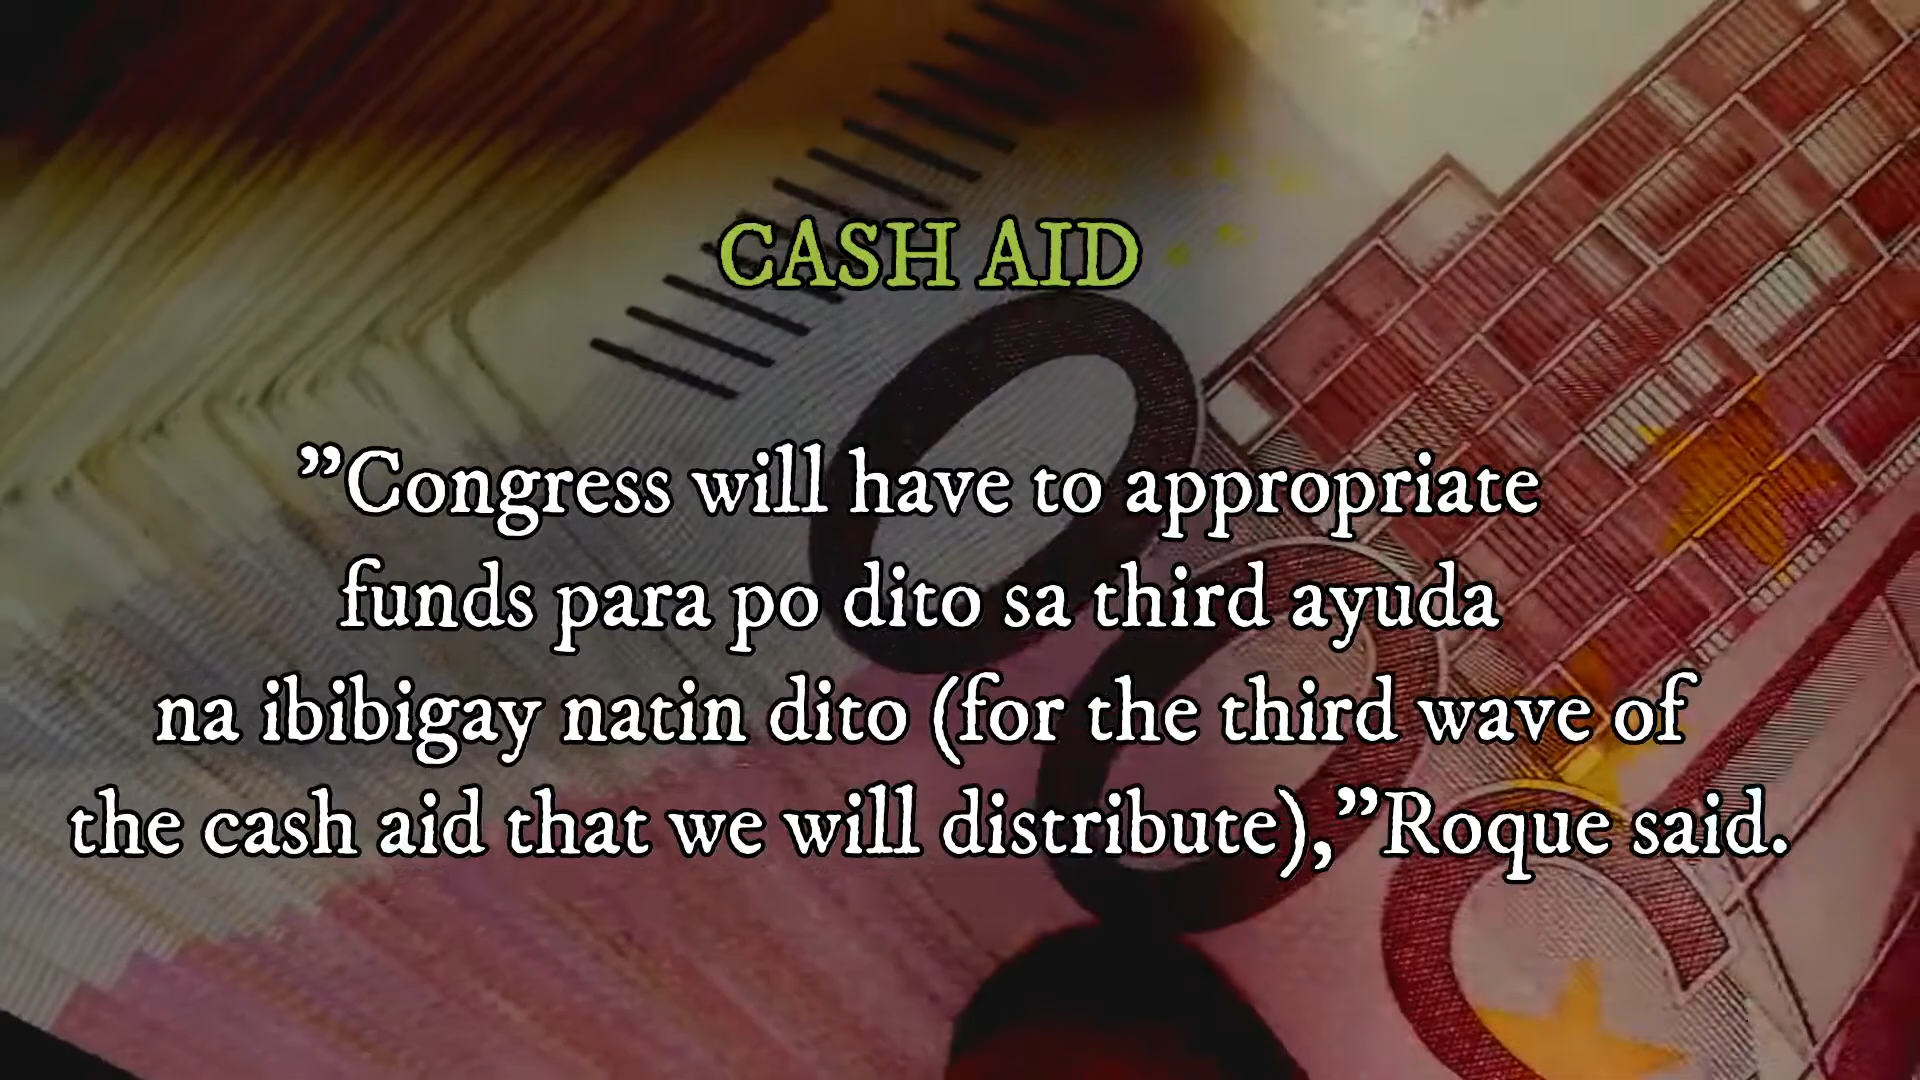 CASH AID
”Congress will have to appropriate
funds para po dito sa third ayuda
na ibibigay natin dito (for the third wave of
the cash aid that we will distribute),”Roque said.